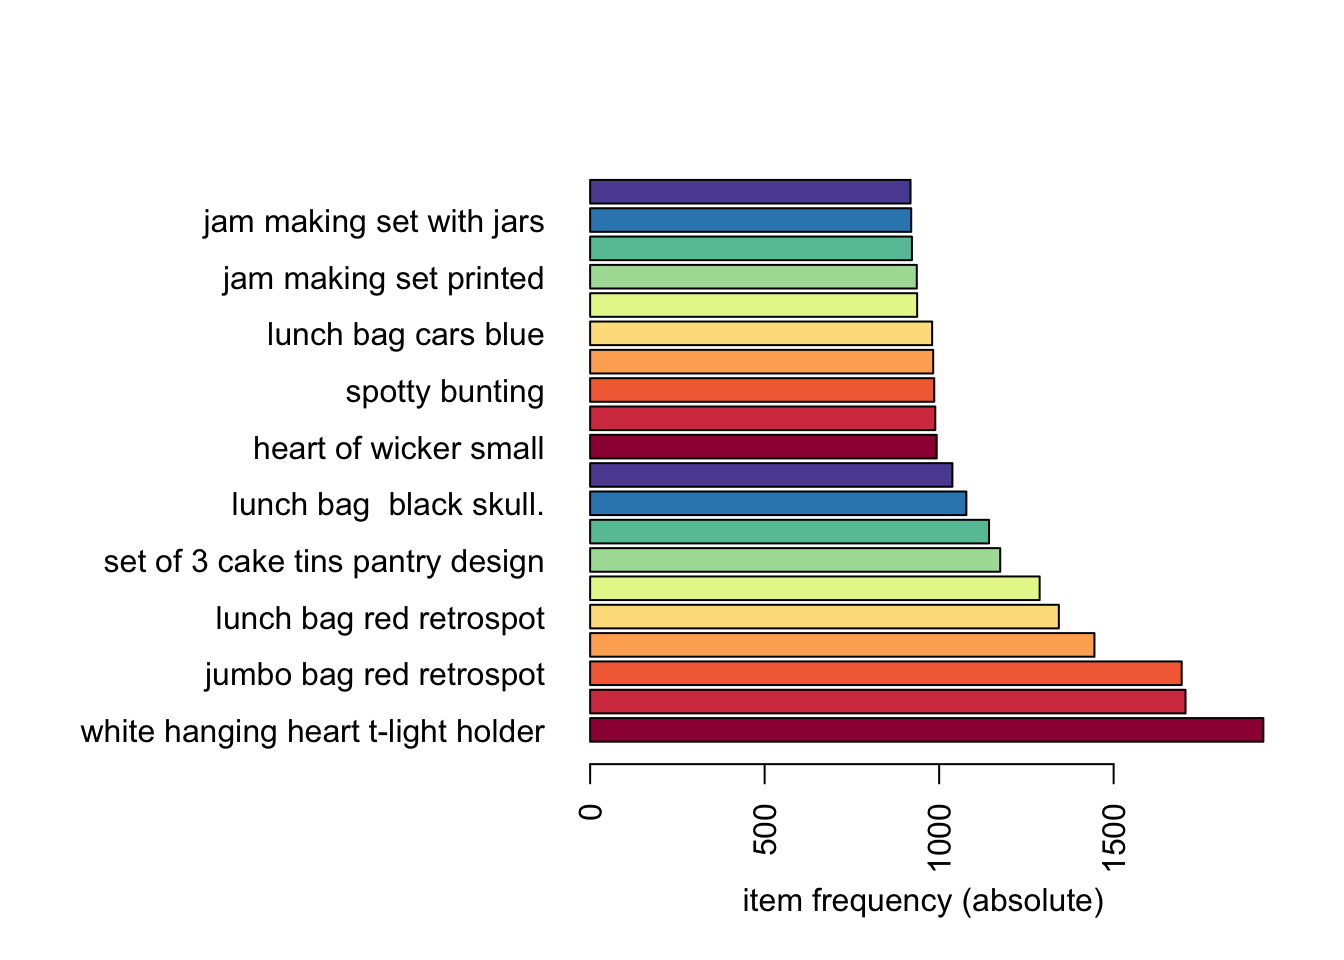 jam making set with jars
jam making set printed
lunch bag cars blue
spotty bunting
heart of wicker small
lunch bag  black skull.
set of 3 cake tins pantry design
lunch bag red retrospot
jumbo bag red retrospot
white hanging heart t-light holder
0
500
1000
1500
item frequency (absolute)